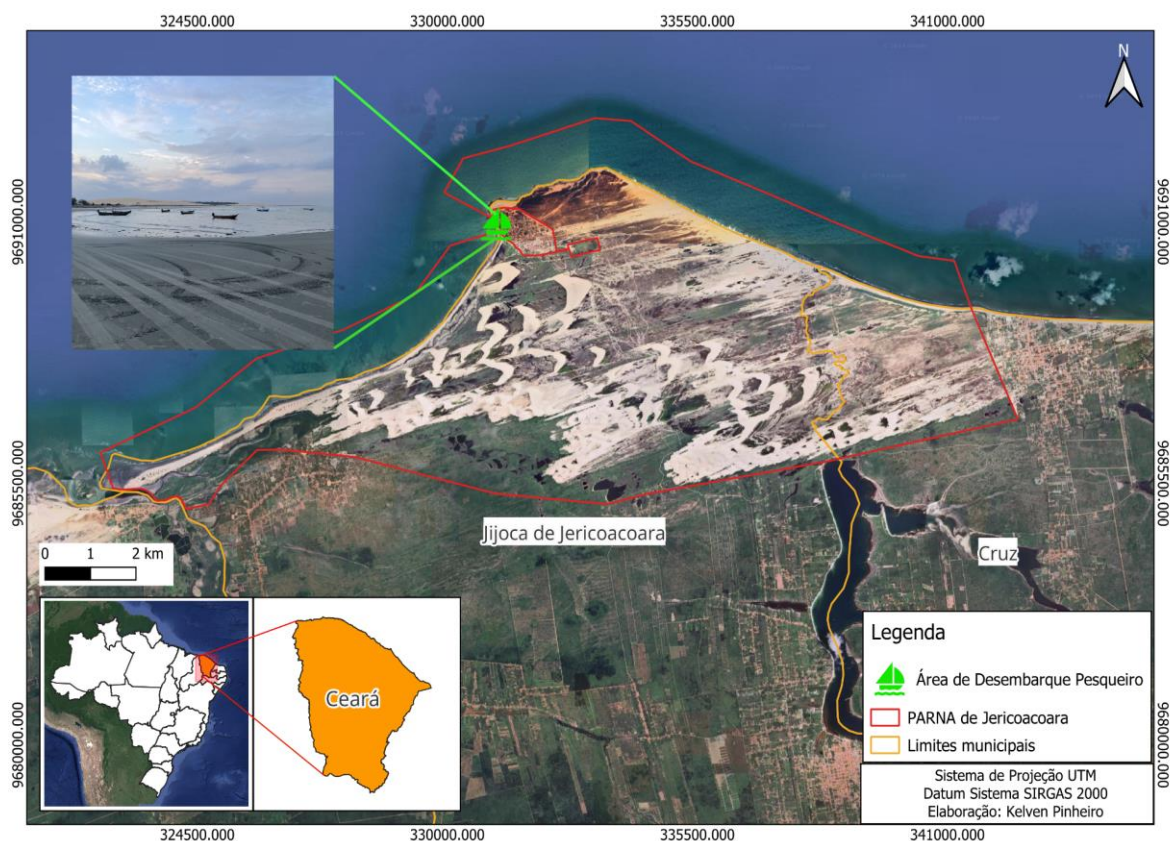 324500.000
330000.000
335500.000
341000.000
N
9691000.000
9691000.000
9685500.000
9685500.000
Jijoca de Jericoacoara
Cruz
0 1 2 km
Legenda
Área de Desembarque Pesqueiro
PARNA de Jericoacoara
Limites municipais
Ceará
9680000.000
9680000.000
Sistema de Projeção UTM
Datum Sistema SIRGAS 2000
Elaboração: Kelven Pinheiro
324500.000
330000.000
335500.000
341000.000